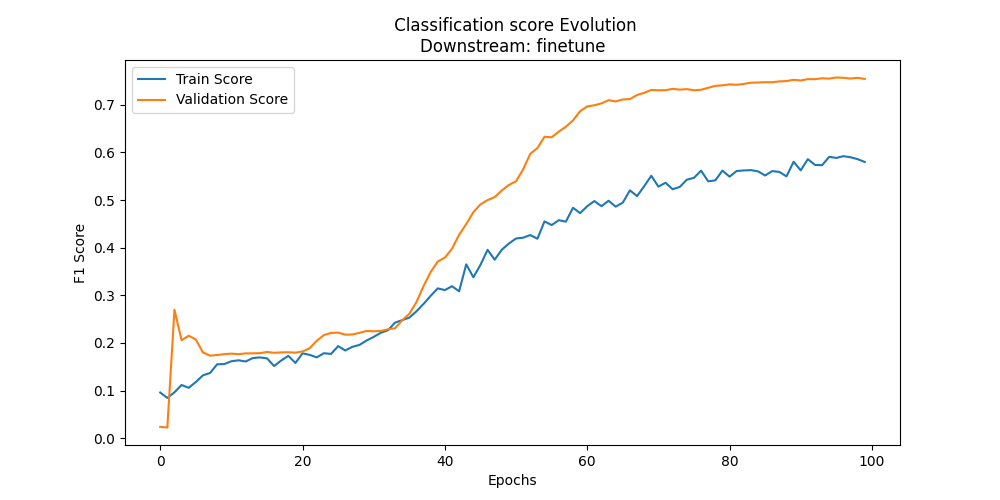 Classification score Evolution
Downstream: finetune
Train Score
Validation Score
F1 Score
0.7
0.6
0.5
0.4
0.3
0.2
0.1
0.0
0 20 40 60 80 100
Epochs